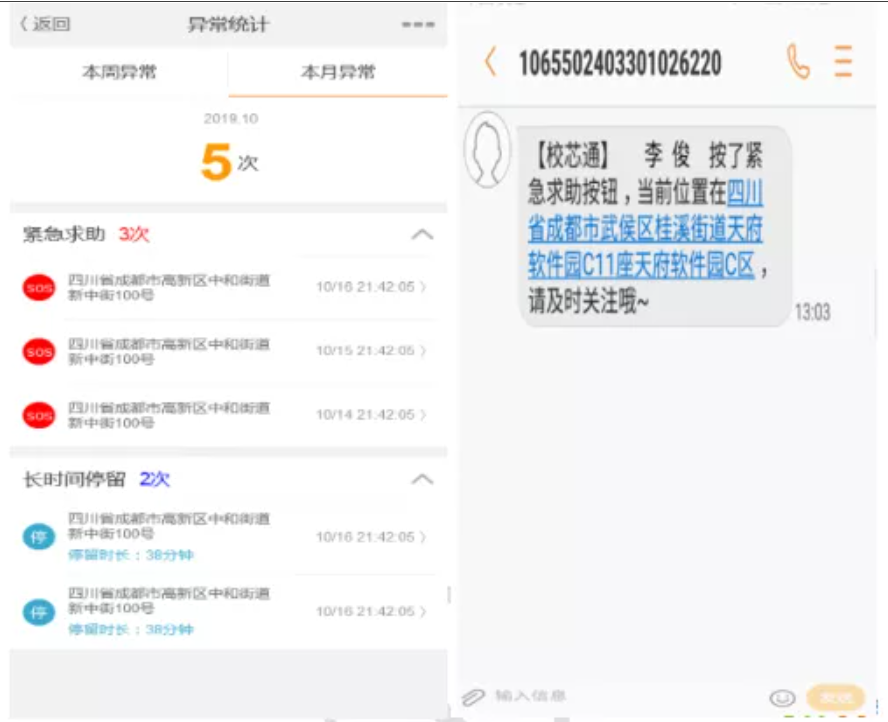 返回
异常统计
本周异常
本月异常
2019.10
5次
紧急求助 3次
SOS
四川省成都市高新区中和街道
新中街100号
10/16 21:42:05
SOS
四川省成都市高新区中和街道
新中街100号
10/15 21:42:05
SOS
四川省成都市高新区中和街道
新中街100号
10/14 21:42:05
长时间停留 2次
停
四川省成都市高新区中和街道
新中街100号
停留时长：38分钟
10/16 21:42:05
停
四川省成都市高新区中和街道
新中街100号
停留时长：38分钟
10/16 21:42:05
1065502403301026220
【校芯通】 李俊 按了紧
急求助按钮，当前位置在四川
省成都市武侯区桂溪街道天府
软件园C11座天府软件园C区，
请及时关注哦~
13:03
输入信息
发送